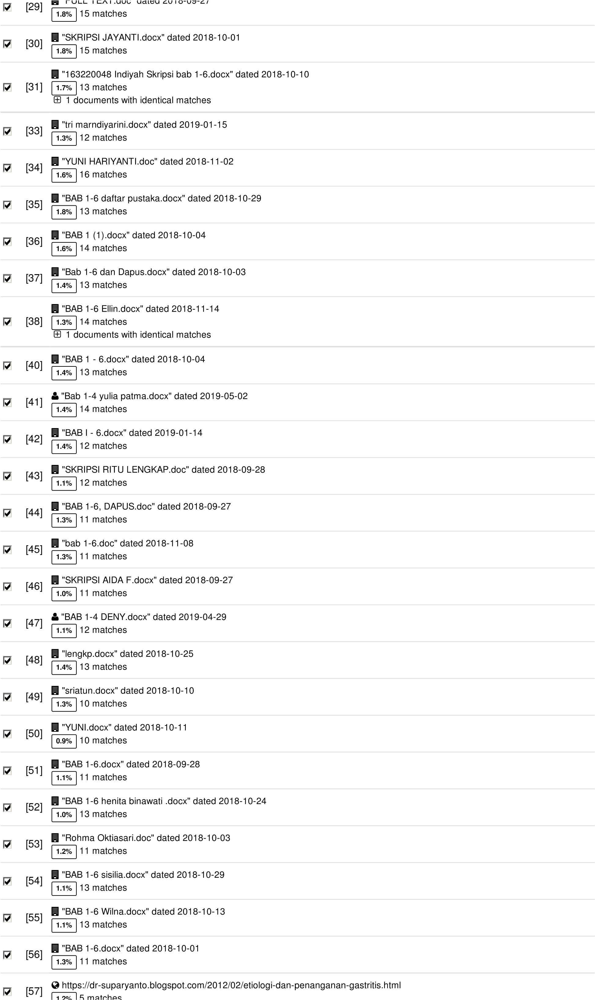 [29] "FULL TEXT.doc" dated 2018-09-27
1.8% 15 matches
[30] "SKRIPSI JAYANTI.docx" dated 2018-10-01
1.8% 15 matches
[31] "163220048 Indiyah Skripsi bab 1-6.docx" dated 2018-10-10
1.7% 13 matches
1 documents with identical matches
[33] "tri marndiyarini.docx" dated 2019-01-15
1.3% 12 matches
[34] "YUNI HARIYANTI.doc" dated 2018-11-02
1.6% 16 matches
[35] "BAB 1-6 daftar pustaka.docx" dated 2018-10-29
1.8% 13 matches
[36] "BAB 1 (1).docx" dated 2018-10-04
1.6% 14 matches
[37] "Bab 1-6 dan Dapus.docx" dated 2018-10-03
1.4% 13 matches
[38] "BAB 1-6 Ellin.docx" dated 2018-11-14
1.3% 14 matches
1 documents with identical matches
[40] "BAB 1 - 6.docx" dated 2018-10-04
1.4% 13 matches
[41] "Bab 1-4 yulia patma.docx" dated 2019-05-02
1.4% 14 matches
[42] "BAB I - 6.docx" dated 2019-01-14
1.4% 12 matches
[43] "SKRIPSI RITU LENGKAP.doc" dated 2018-09-28
1.1% 12 matches
[44] "BAB 1-6, DAPUS.doc" dated 2018-09-27
1.3% 11 matches
[45] "bab 1-6.doc" dated 2018-11-08
1.3% 11 matches
[46] "SKRIPSI AIDA F.docx" dated 2018-09-27
1.0% 11 matches
[47] "BAB 1-4 DENY.docx" dated 2019-04-29
1.1% 12 matches
[48] "lengkp.docx" dated 2018-10-25
1.4% 13 matches
[49] "sriatun.docx" dated 2018-10-10
1.3% 10 matches
[50] "YUNI.docx" dated 2018-10-11
0.9% 10 matches
[51] "BAB 1-6.docx" dated 2018-09-28
1.1% 11 matches
[52] "BAB 1-6 henita binawati .docx" dated 2018-10-24
1.0% 13 matches
[53] "Rohma Oktiasari.doc" dated 2018-10-03
1.2% 11 matches
[54] "BAB 1-6 sisilia.docx" dated 2018-10-29
1.1% 13 matches
[55] "BAB 1-6 Wilna.docx" dated 2018-10-13
1.1% 13 matches
[56] "BAB 1-6.docx" dated 2018-10-01
1.3% 11 matches
[57] https://dr-suparyanto.blogspot.com/2012/02/etiologi-dan-penanganan-gastritis.html
1.2% 5 matches